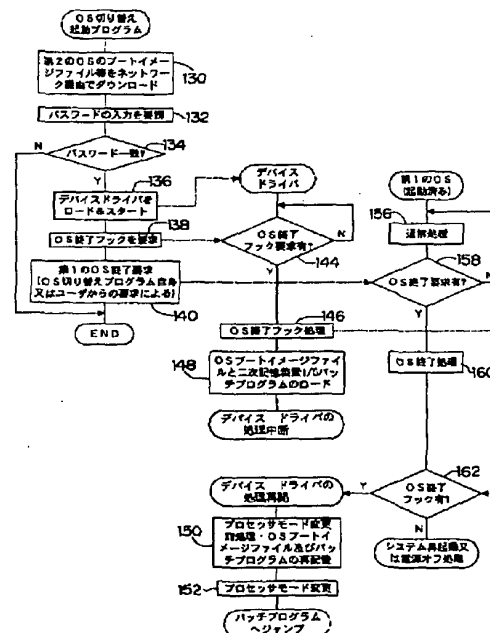 OS切り替え
起動プログラム
第2のOSのブートイメー
ジファイル等をネットワー
ク経由でダウンロード
130
パスワードの入力を要求
132
パスワード一致?
134
N
Y
デバイスドライバを
ロード&スタート
136
OS終了フックを要求
138
第1のOS終了要求
(OS切り替えプログラム自身
又はユーザからの要求による)
140
END
デバイス
ドライバ
OS終了
フック要求有?
N
144
Y
OS終了フック処理
146
OSブートイメージファイ
ルと二次記憶装置I/Oパッ
チプログラムのロード
148
デバイス ドライバの
処理中断
第1のOS
(起動済み)
156
通常処理
158
OS終了要求有?
N
Y
OS終了処理
160
162
OS終了
フック有?
Y
N
システム再起動又
は電源オフ処理
デバイス ドライバの
処理再開
150
プロセッサモード変更
前処理・OSブートイ
メージファイル及びパッチ
プログラムの再配置
152
プロセッサモード変更
パッチプログラム
へジャンプ